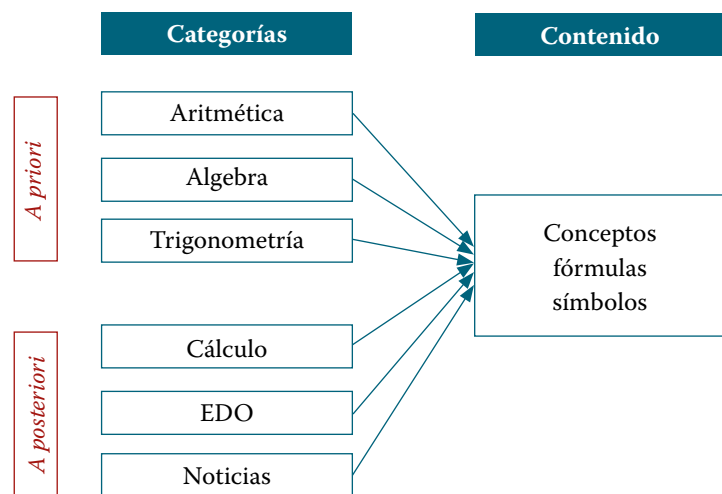 Categorías
Contenido
A priori
Aritmética
Algebra
Trigonometría
Conceptos
fórmulas
símbolos
A posteriori
Cálculo
EDO
Noticias